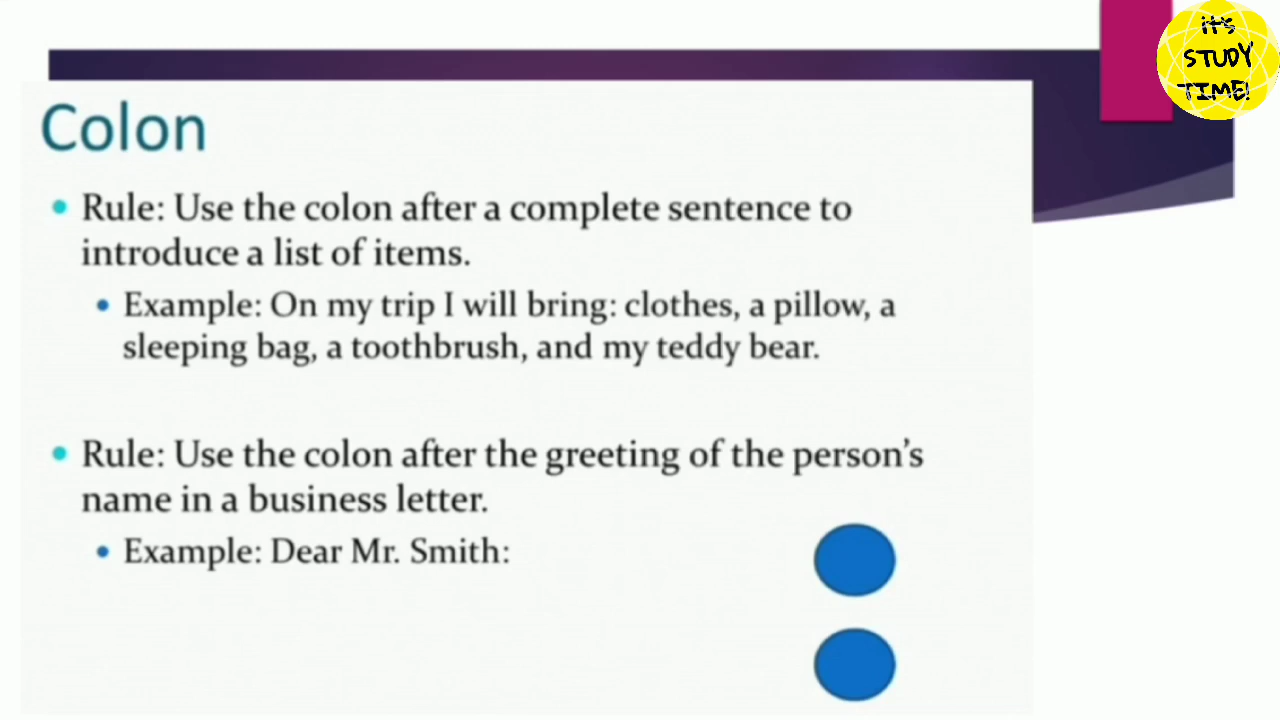 it's
STUDY
TIME!
Colon
Rule: Use the colon after a complete sentence to
introduce a list of items.
Example: On my trip I will bring: clothes, a pillow, a
sleeping bag, a toothbrush, and my teddy bear.
Rule: Use the colon after the greeting of the person’s
name in a business letter.
Example: Dear Mr. Smith: